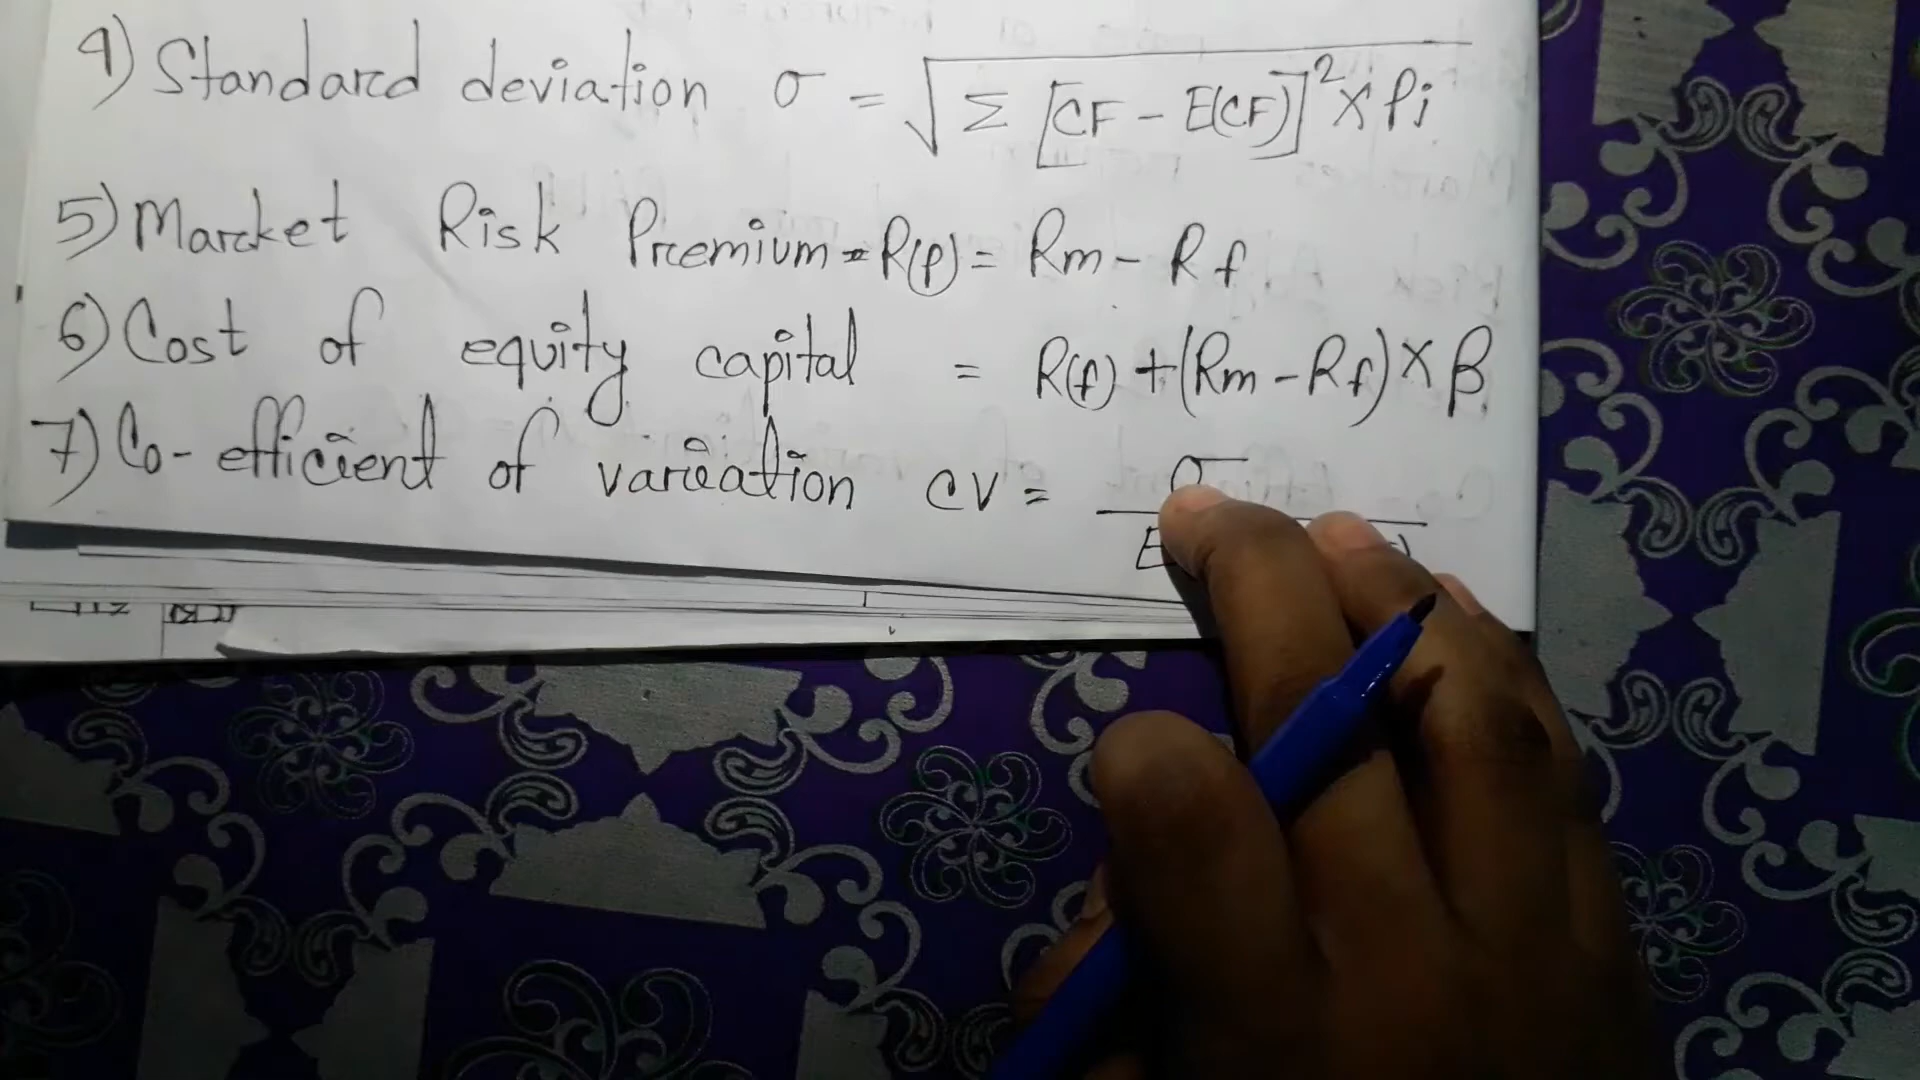 4) Standard deviation σ = √Σ [CF - E(CF)]² × Pi
5) Market Risk Premium = R(p) = Rm - Rf
6) Cost of equity capital = R(f) + (Rm - Rf) × β
7) Co-efficient of variation CV = σ